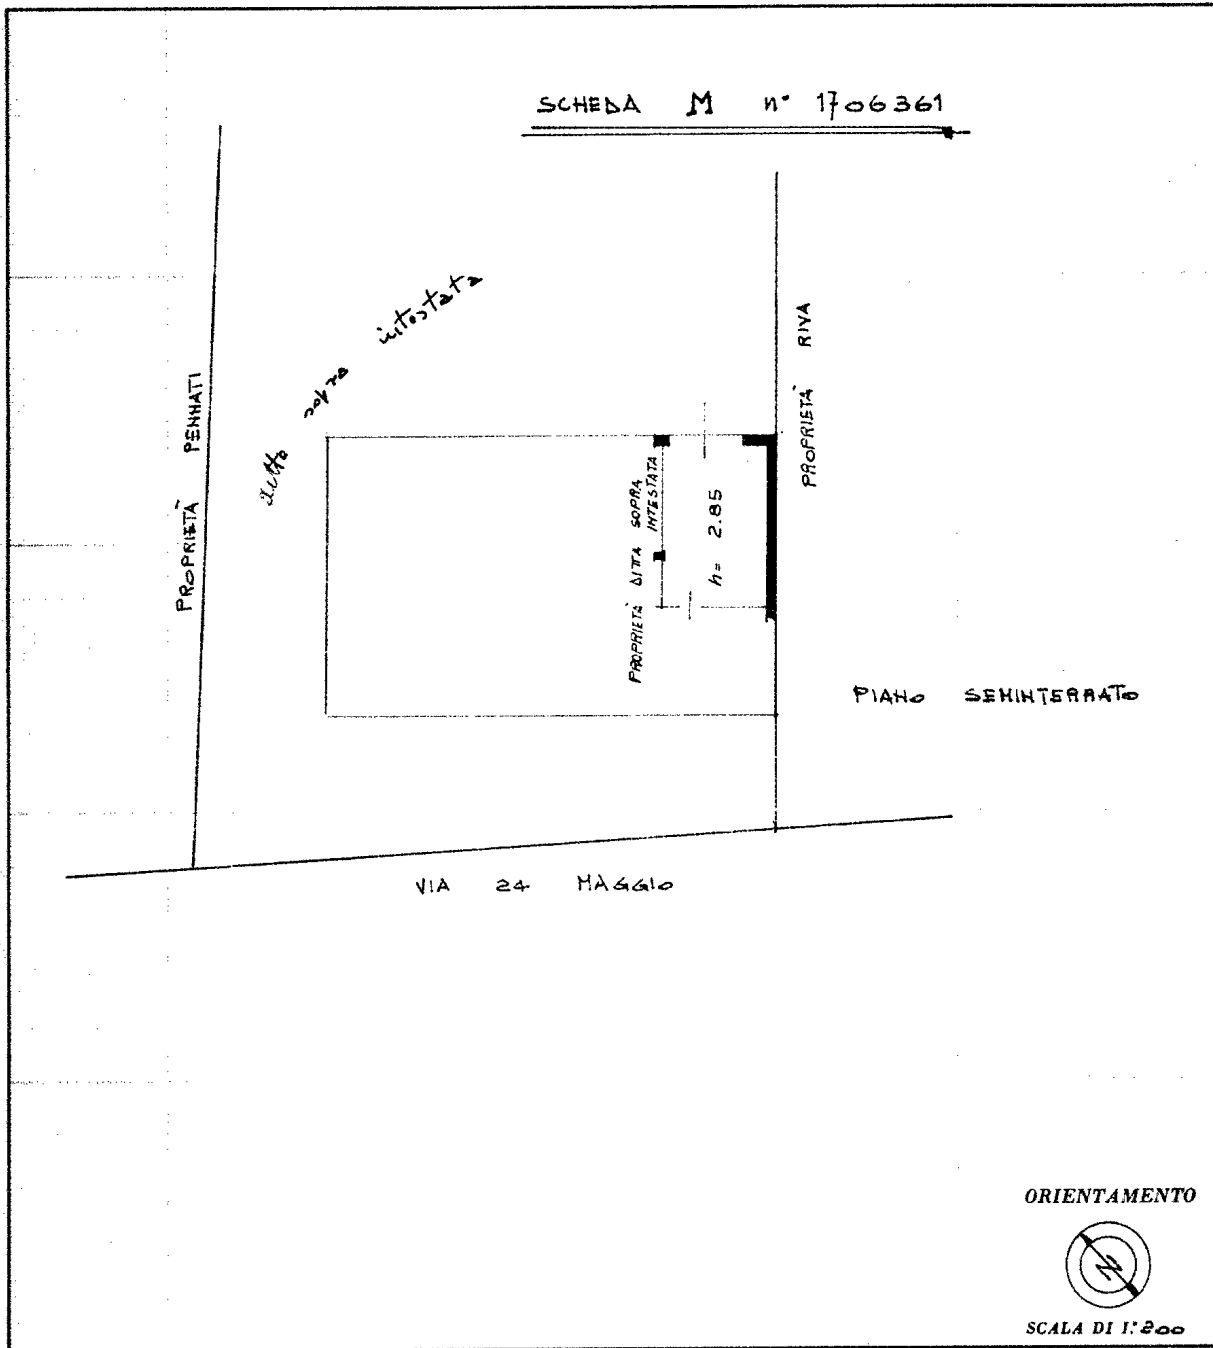 SCHEDA M n° 1706361
ditta sopra intestata
PROPRIETÀ PENNATI
PROPRIETÀ RIVA
PROPRIETÀ DITTA SOPRA
INTESTATA
h= 2.85
PIANO SEMINTERRATO
VIA 24 MAGGIO
ORIENTAMENTO
N
SCALA DI 1:200